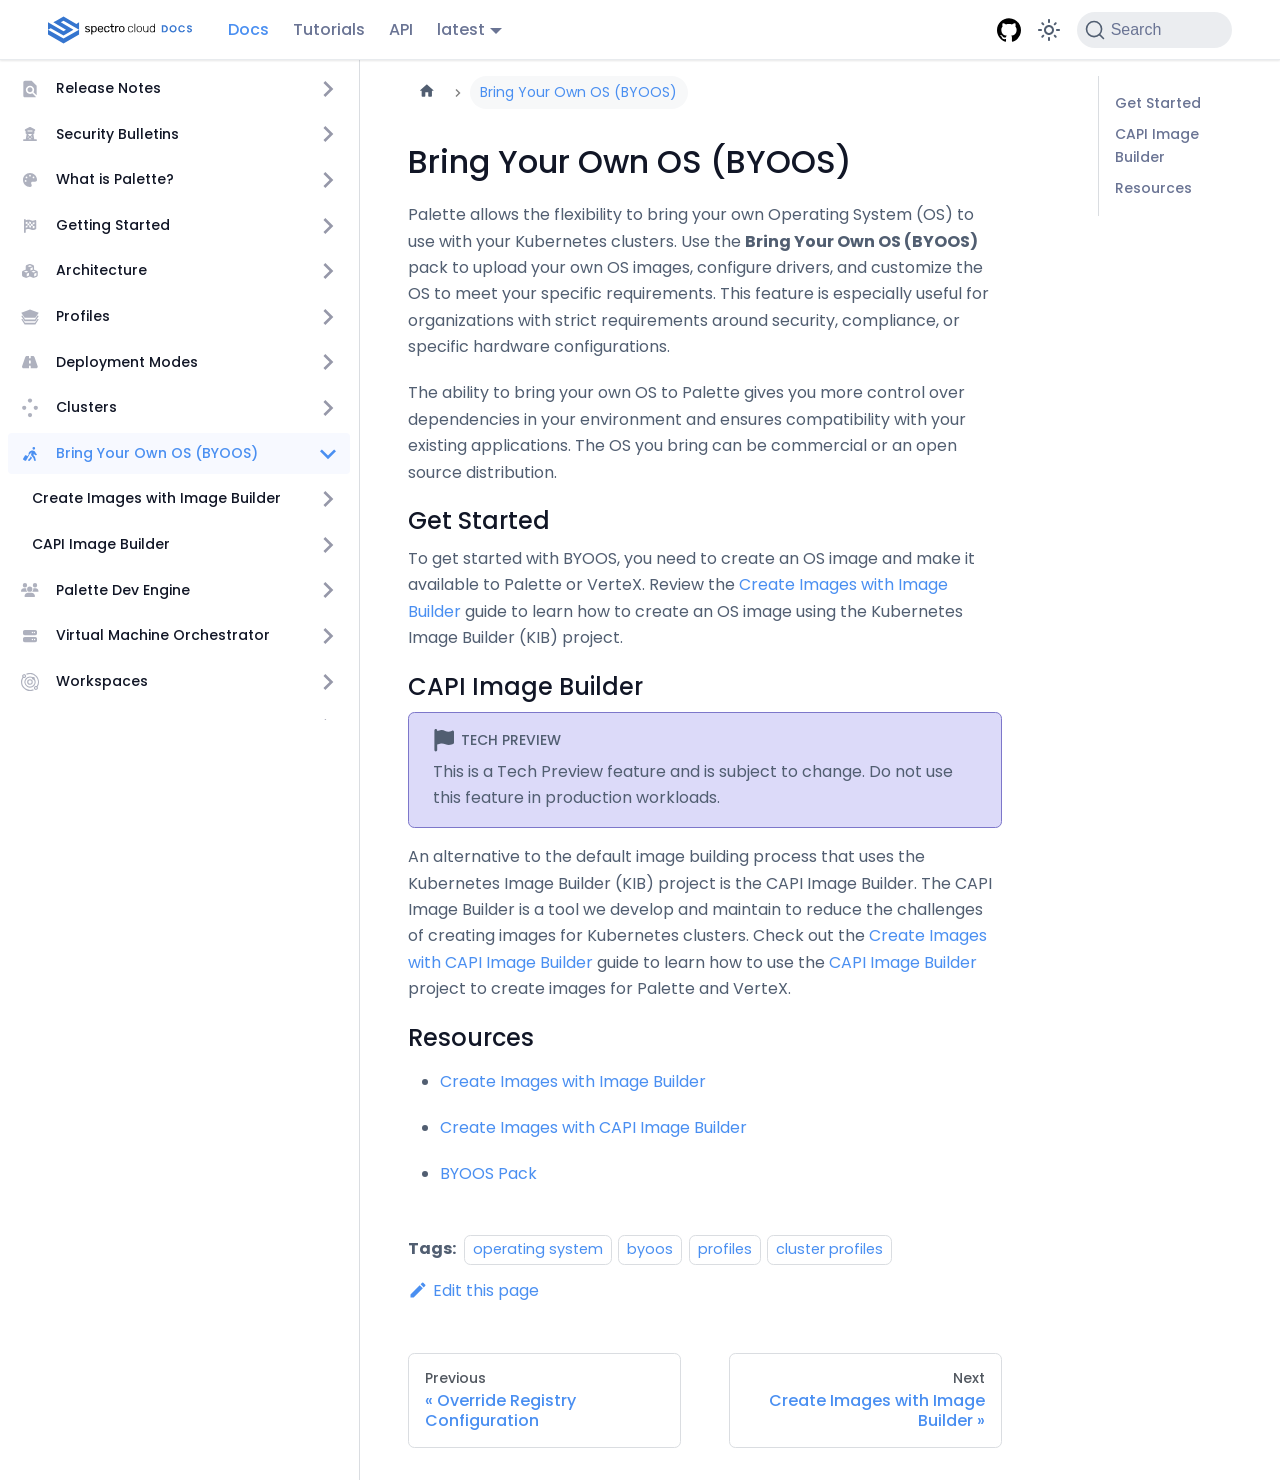 spectro cloud DOCS
Docs
Tutorials
API
latest
Search
Release Notes
Security Bulletins
What is Palette?
Getting Started
Architecture
Profiles
Deployment Modes
Clusters
Bring Your Own OS (BYOOS)
Create Images with Image Builder
CAPI Image Builder
Palette Dev Engine
Virtual Machine Orchestrator
Workspaces
Bring Your Own OS (BYOOS)
Bring Your Own OS (BYOOS)
Palette allows the flexibility to bring your own Operating System (OS) to
use with your Kubernetes clusters. Use the Bring Your Own OS (BYOOS)
pack to upload your own OS images, configure drivers, and customize the
OS to meet your specific requirements. This feature is especially useful for
organizations with strict requirements around security, compliance, or
specific hardware configurations.
The ability to bring your own OS to Palette gives you more control over
dependencies in your environment and ensures compatibility with your
existing applications. The OS you bring can be commercial or an open
source distribution.
Get Started
To get started with BYOOS, you need to create an OS image and make it
available to Palette or VerteX. Review the Create Images with Image
Builder guide to learn how to create an OS image using the Kubernetes
Image Builder (KIB) project.
CAPI Image Builder
TECH PREVIEW
This is a Tech Preview feature and is subject to change. Do not use
this feature in production workloads.
An alternative to the default image building process that uses the
Kubernetes Image Builder (KIB) project is the CAPI Image Builder. The CAPI
Image Builder is a tool we develop and maintain to reduce the challenges
of creating images for Kubernetes clusters. Check out the Create Images
with CAPI Image Builder guide to learn how to use the CAPI Image Builder
project to create images for Palette and VerteX.
Resources
Create Images with Image Builder
Create Images with CAPI Image Builder
BYOOS Pack
Tags: operating system byoos profiles cluster profiles
Edit this page
Previous
« Override Registry
Configuration
Next
Create Images with Image
Builder »
Get Started
CAPI Image
Builder
Resources